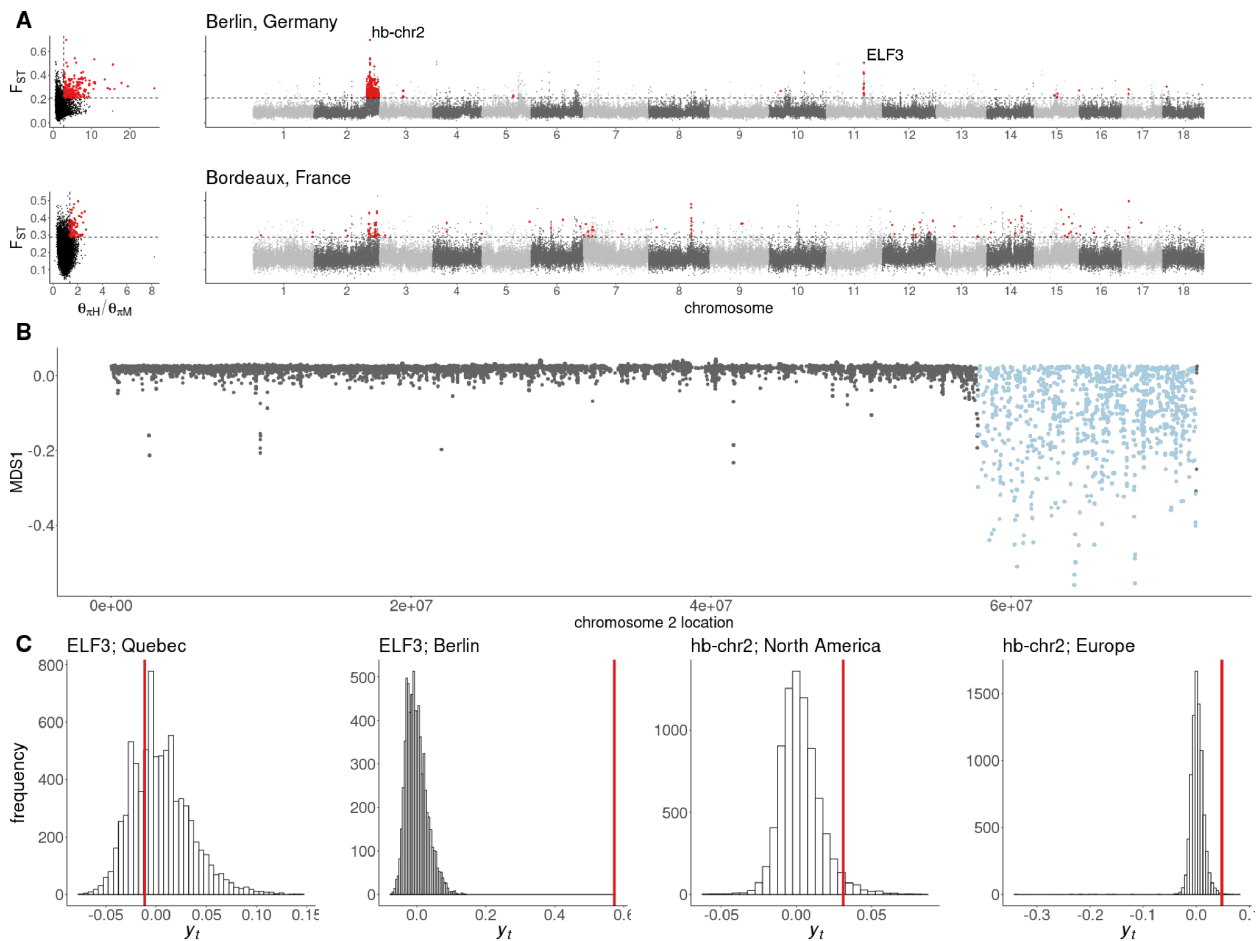 A
Berlin, Germany
hb-chr2
ELF3
F_ST
0.6
0.4
0.2
0.0
0 10 20
1 2 3 4 5 6 7 8 9 10 11 12 13 14 15 16 17 18
Bordeaux, France
F_ST
0.5
0.4
0.3
0.2
0.1
0 2 4 6 8
1 2 3 4 5 6 7 8 9 10 11 12 13 14 15 16 17 18
θπH/θπM
chromosome
B
MDS1
0.0
-0.2
-0.4
0e+00 2e+07 4e+07 6e+07
chromosome 2 location
C
ELF3; Quebec
ELF3; Berlin
hb-chr2; North America
hb-chr2; Europe
frequency
800
600
400
200
0
-0.05 0.00 0.05 0.10 0.15
y_t
500
400
300
200
100
0
0.0 0.2 0.4 0.6
y_t
1000
500
0
-0.05 0.00 0.05
y_t
1500
1000
500
0
-0.3 -0.2 -0.1 0.0 0.1
y_t